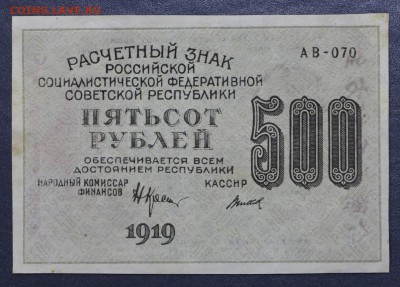 COINS.LAVE.RU
РАСЧЕТНЫЙ ЗНАК
РОССИЙСКОЙ
СОЦИАЛИСТИЧЕСКОЙ ФЕДЕРАТИВНОЙ
СОВЕТСКОЙ РЕСПУБЛИКИ
АВ-070
ПЯТЬСОТ
РУБЛЕЙ
500
ОБЕСПЕЧИВАЕТСЯ ВСЕМ
ДОСТОЯНИЕМ РЕСПУБЛИКИ
НАРОДНЫЙ КОМИССАР
ФИНАНСОВ
КАССИР
1919